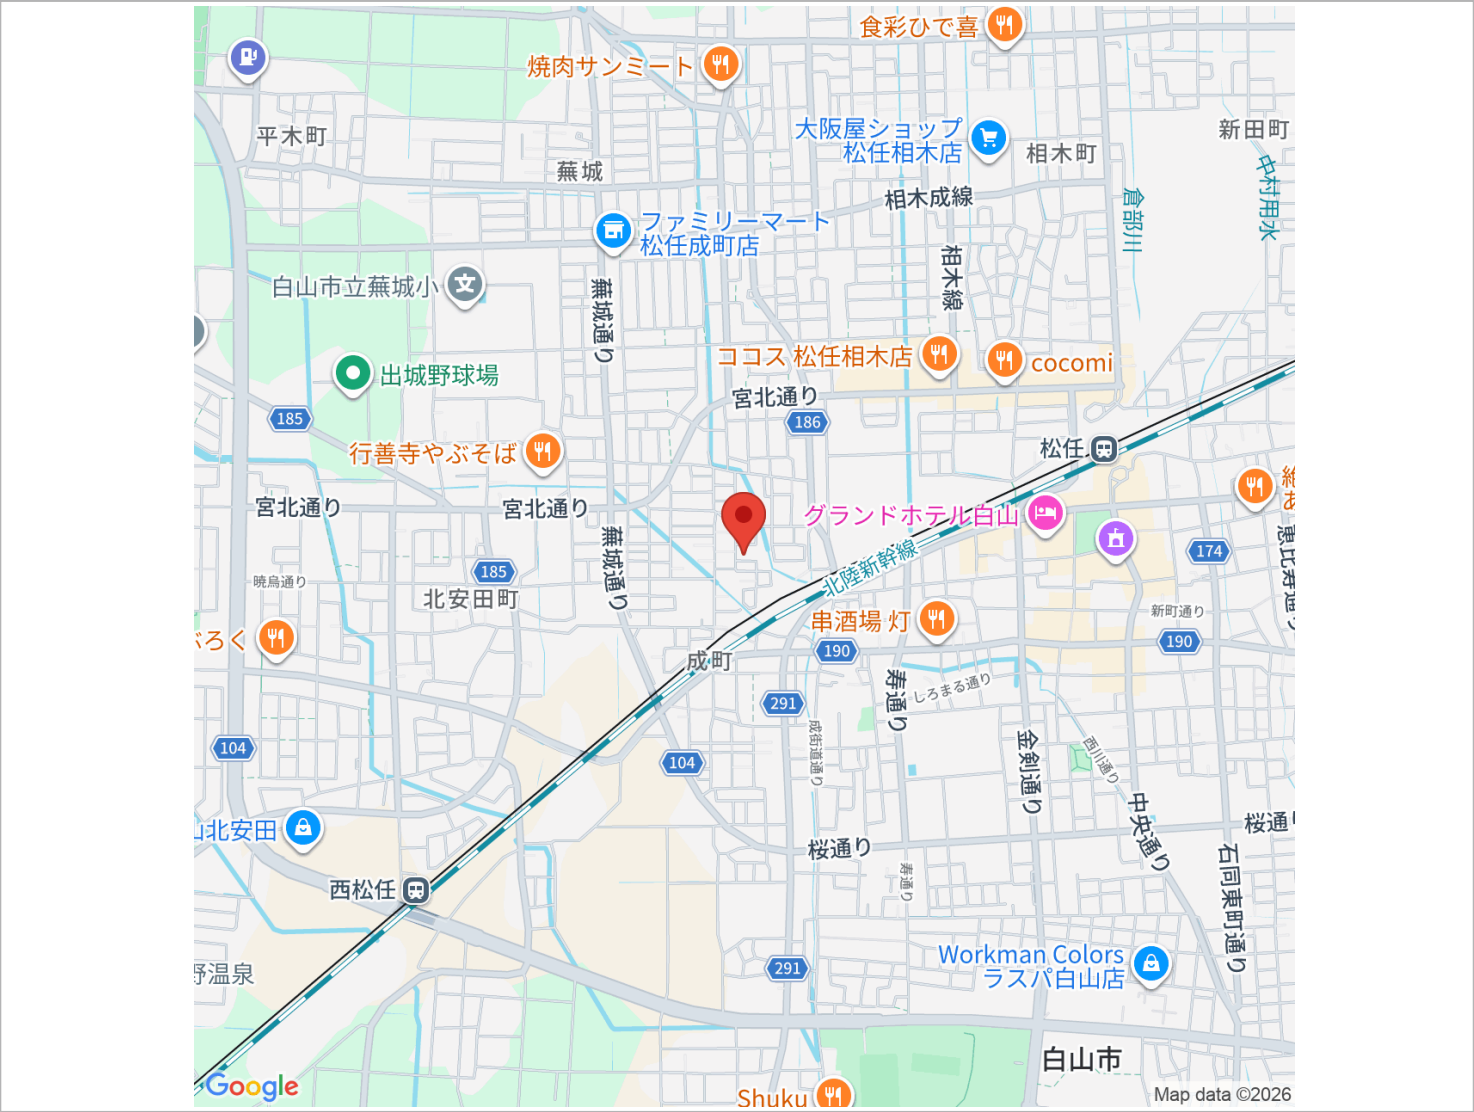 食彩ひで喜
焼肉サンミート
平木町
大阪屋ショップ
松任相木店
相木町
新田町
蕪城
中村用水
相木成線
倉部川
ファミリーマート
松任成町店
白山市立蕪城小
相木線
蕪城通り
ココス 松任相木店
cocomi
出城野球場
宮北通り
185
186
行善寺やぶそば
松任
宮北通り
宮北通り
グランドホテル白山
蕪城通り
北陸新幹線
174
恵比寿通り
185
暁烏通り
北安田町
新町通り
串酒場 灯
ぶろく
190
190
成町
しろまる通り
寿通り
291
成街道通り
104
104
金剣通り
西川通り
中央通り
山北安田
桜通り
桜通り
石同東町通り
寿通り
西松任
Workman Colors
ラスパ白山店
野温泉
291
白山市
Google
Shuku
Map data ©2026